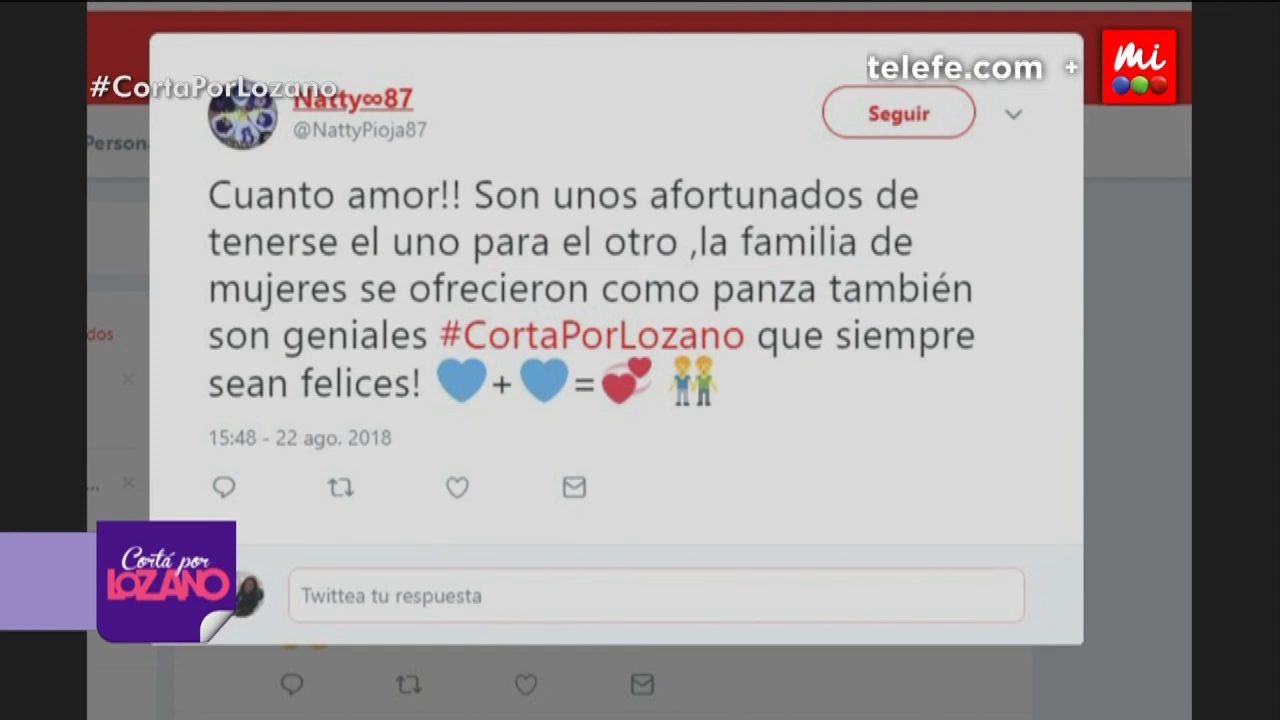 #CortaPorLozano
telefe.com +
mi
Natty∞87
@NattyPioja87
Seguir
Persona
Cuanto amor!! Son unos afortunados de
tenerse el uno para el otro ,la familia de
mujeres se ofrecieron como panza también
son geniales #CortaPorLozano que siempre
sean felices! 💙+💙=💞 👬
dos
15:48 - 22 ago. 2018
...
Cortá por
LOZANO
Twittea tu respuesta